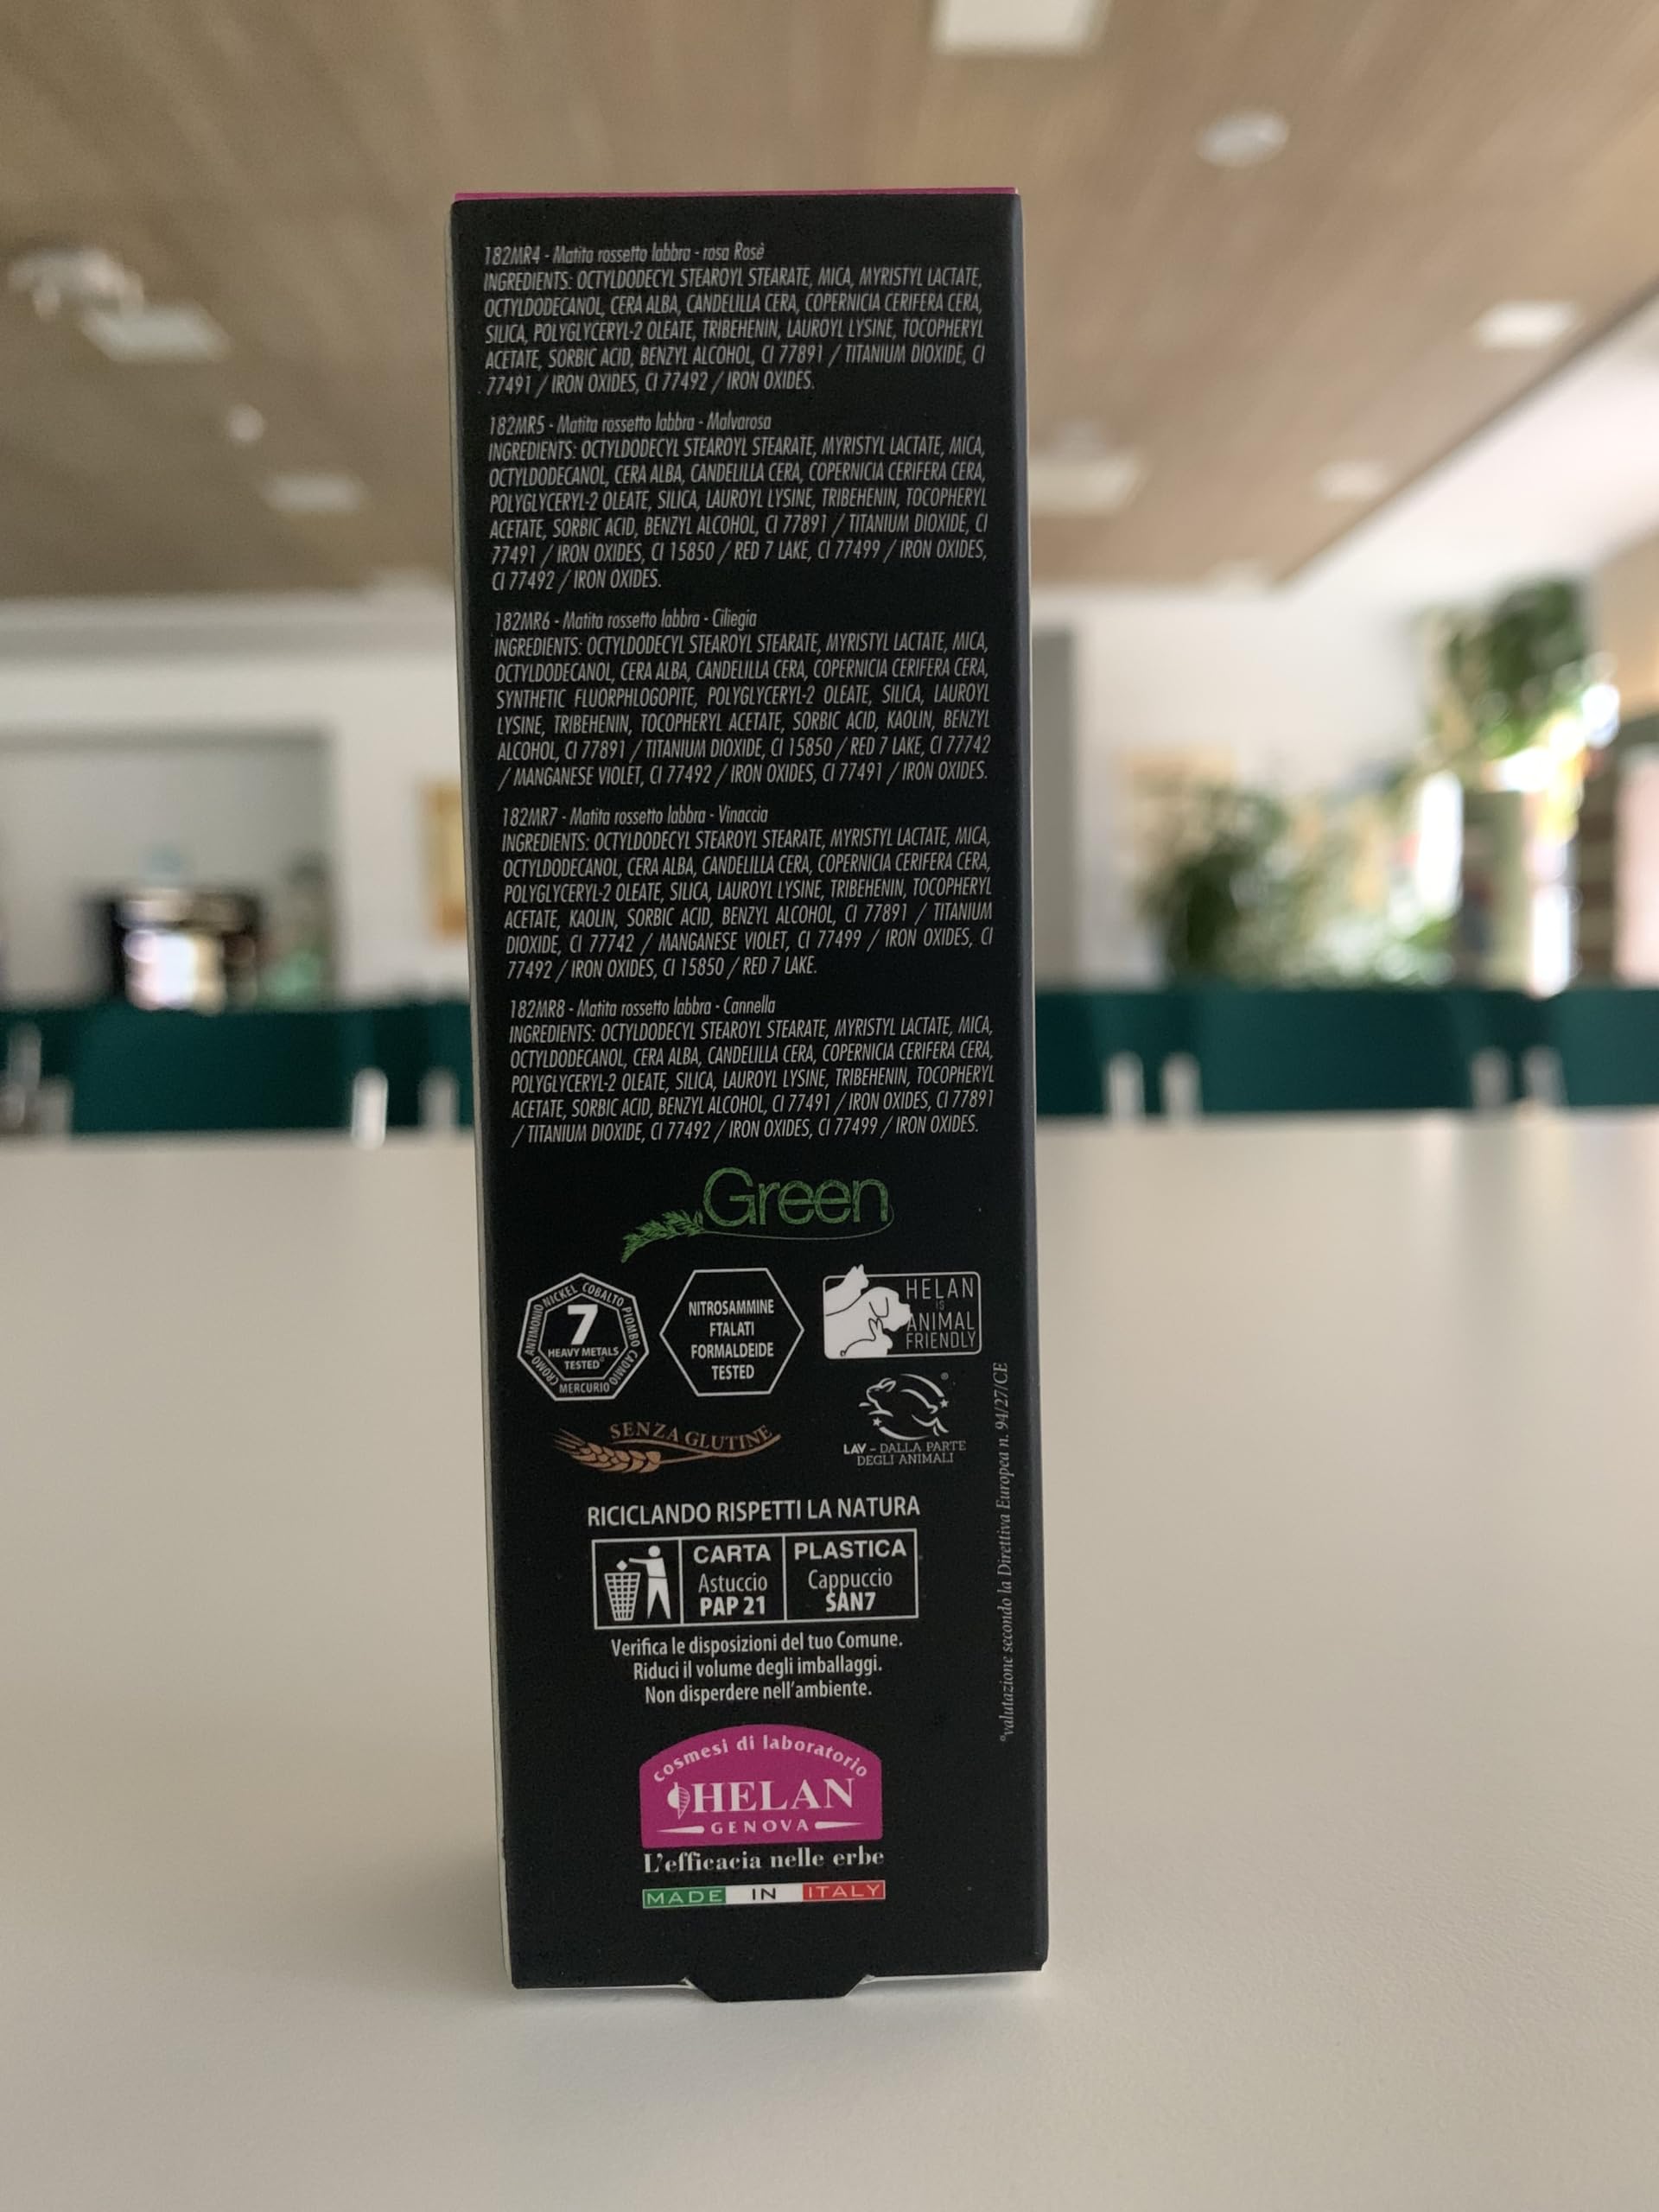 182MR4 - Matita rossetto labbra - rosa Rosè
INGREDIENTS: OCTYLDODECYL STEAROYL STEARATE, MICA, MYRISTYL LACTATE,
OCTYLDODECANOL, CERA ALBA, CANDELILLA CERA, COPERNICIA CERIFERA CERA,
SILICA, POLYGLYCERYL-2 OLEATE, TRIBEHENIN, LAUROYL LYSINE, TOCOPHERYL
ACETATE, SORBIC ACID, BENZYL ALCOHOL, CI 77891 / TITANIUM DIOXIDE, CI
77491 / IRON OXIDES, CI 77492 / IRON OXIDES.
182MR5 - Matita rossetto labbra - Malvarosa
INGREDIENTS: OCTYLDODECYL STEAROYL STEARATE, MYRISTYL LACTATE, MICA,
OCTYLDODECANOL, CERA ALBA, CANDELILLA CERA, COPERNICIA CERIFERA CERA,
POLYGLYCERYL-2 OLEATE, SILICA, LAUROYL LYSINE, TRIBEHENIN, TOCOPHERYL
ACETATE, SORBIC ACID, BENZYL ALCOHOL, CI 77891 / TITANIUM DIOXIDE, CI
77491 / IRON OXIDES, CI 15850 / RED 7 LAKE, CI 77499 / IRON OXIDES,
CI 77492 / IRON OXIDES.
182MR6 - Matita rossetto labbra - Ciliegia
INGREDIENTS: OCTYLDODECYL STEAROYL STEARATE, MYRISTYL LACTATE, MICA,
OCTYLDODECANOL, CERA ALBA, CANDELILLA CERA, COPERNICIA CERIFERA CERA,
SYNTHETIC FLUORPHLOGOPITE, POLYGLYCERYL-2 OLEATE, SILICA, LAUROYL
LYSINE, TRIBEHENIN, TOCOPHERYL ACETATE, SORBIC ACID, KAOLIN, BENZYL
ALCOHOL, CI 77891 / TITANIUM DIOXIDE, CI 15850 / RED 7 LAKE, CI 77742
/ MANGANESE VIOLET, CI 77492 / IRON OXIDES, CI 77491 / IRON OXIDES.
182MR7 - Matita rossetto labbra - Vinaccia
INGREDIENTS: OCTYLDODECYL STEAROYL STEARATE, MYRISTYL LACTATE, MICA,
OCTYLDODECANOL, CERA ALBA, CANDELILLA CERA, COPERNICIA CERIFERA CERA,
POLYGLYCERYL-2 OLEATE, SILICA, LAUROYL LYSINE, TRIBEHENIN, TOCOPHERYL
ACETATE, KAOLIN, SORBIC ACID, BENZYL ALCOHOL, CI 77891 / TITANIUM
DIOXIDE, CI 77742 / MANGANESE VIOLET, CI 77499 / IRON OXIDES, CI
77492 / IRON OXIDES, CI 15850 / RED 7 LAKE.
182MR8 - Matita rossetto labbra - Cannella
INGREDIENTS: OCTYLDODECYL STEAROYL STEARATE, MYRISTYL LACTATE, MICA,
OCTYLDODECANOL, CERA ALBA, CANDELILLA CERA, COPERNICIA CERIFERA CERA,
POLYGLYCERYL-2 OLEATE, SILICA, LAUROYL LYSINE, TRIBEHENIN, TOCOPHERYL
ACETATE, SORBIC ACID, BENZYL ALCOHOL, CI 77491 / IRON OXIDES, CI 77891
/ TITANIUM DIOXIDE, CI 77492 / IRON OXIDES, CI 77499 / IRON OXIDES.
Green
NICKEL COBALTO PIOMBO CADMIO MERCURIO CROMO ANTIMONIO
7
HEAVY METALS
TESTED°
NITROSAMMINE
FTALATI
FORMALDEIDE
TESTED
HELAN
IS
ANIMAL
FRIENDLY
SENZA GLUTINE
®
LAV - DALLA PARTE
DEGLI ANIMALI
°valutazione secondo la Direttiva Europea n. 94/27/CE
RICICLANDO RISPETTI LA NATURA
CARTA
Astuccio
PAP 21
PLASTICA
Cappuccio
SAN7
Verifica le disposizioni del tuo Comune.
Riduci il volume degli imballaggi.
Non disperdere nell'ambiente.
cosmesi di laboratorio
HELAN
GENOVA
L'efficacia nelle erbe
MADE IN ITALY